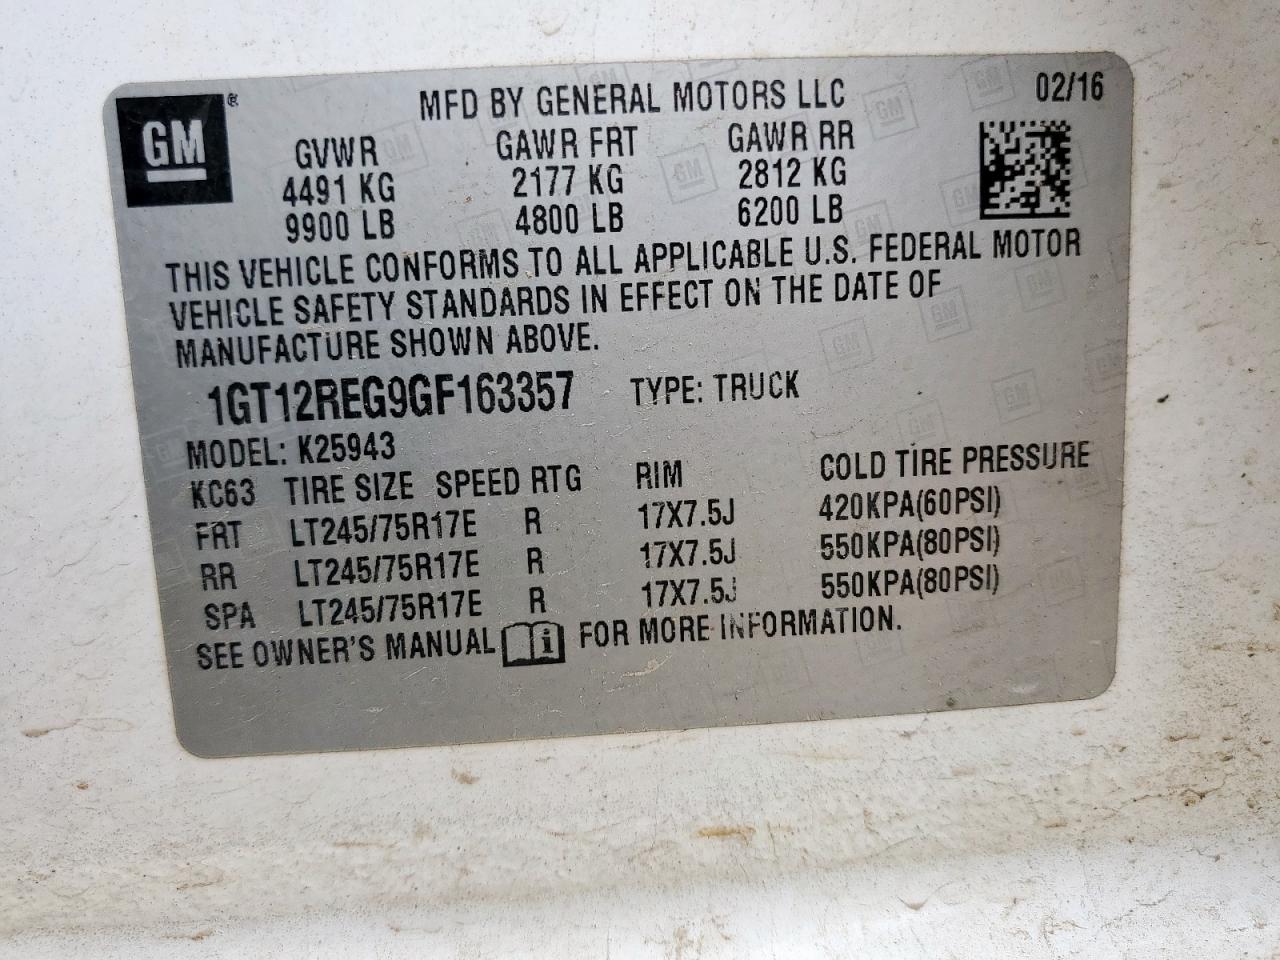 GM ®
MFD BY GENERAL MOTORS LLC 02/16
GVWR GAWR FRT GAWR RR
4491 KG 2177 KG 2812 KG
9900 LB 4800 LB 6200 LB
THIS VEHICLE CONFORMS TO ALL APPLICABLE U.S. FEDERAL MOTOR
VEHICLE SAFETY STANDARDS IN EFFECT ON THE DATE OF
MANUFACTURE SHOWN ABOVE.
1GT12REG9GF163357 TYPE: TRUCK
MODEL: K25943
KC63 TIRE SIZE SPEED RTG RIM COLD TIRE PRESSURE
FRT LT245/75R17E R 17X7.5J 420KPA(60PSI)
RR LT245/75R17E R 17X7.5J 550KPA(80PSI)
SPA LT245/75R17E R 17X7.5J 550KPA(80PSI)
SEE OWNER'S MANUAL i FOR MORE INFORMATION.